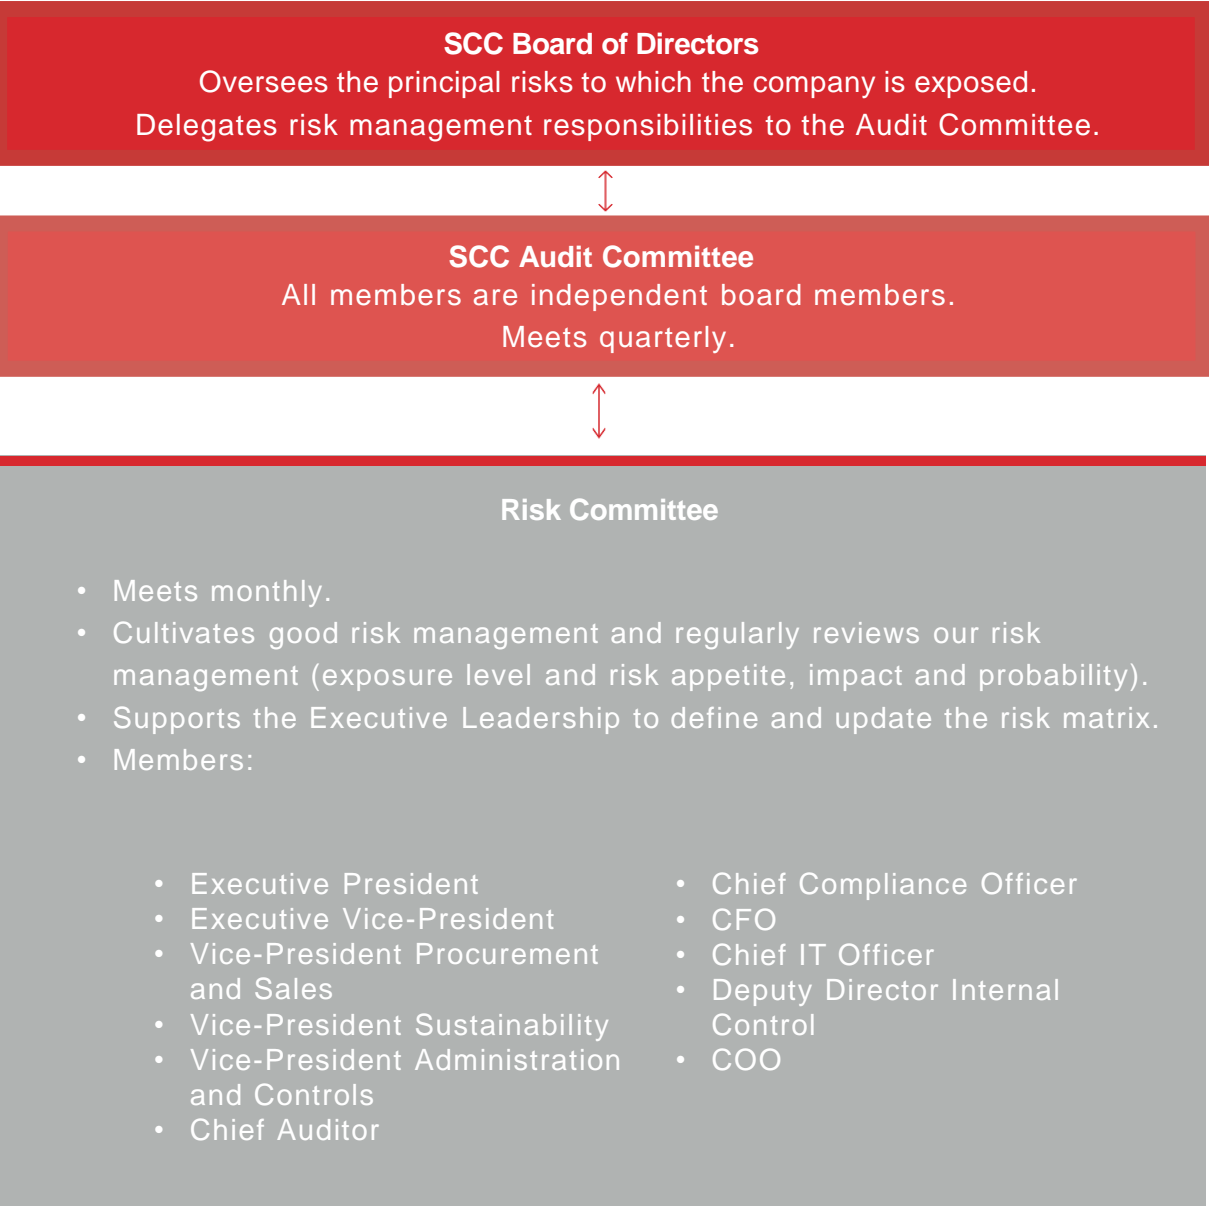 SCC Board of Directors
Oversees the principal risks to which the company is exposed.
Delegates risk management responsibilities to the Audit Committee.
SCC Audit Committee
All members are independent board members.
Meets quarterly.
Risk Committee
• Meets monthly.
• Cultivates good risk management and regularly reviews our risk
management (exposure level and risk appetite, impact and probability).
• Supports the Executive Leadership to define and update the risk matrix.
• Members:
• Executive President
• Executive Vice-President
• Vice-President Procurement
and Sales
• Vice-President Sustainability
• Vice-President Administration
and Controls
• Chief Auditor
• Chief Compliance Officer
• CFO
• Chief IT Officer
• Deputy Director Internal
Control
• COO